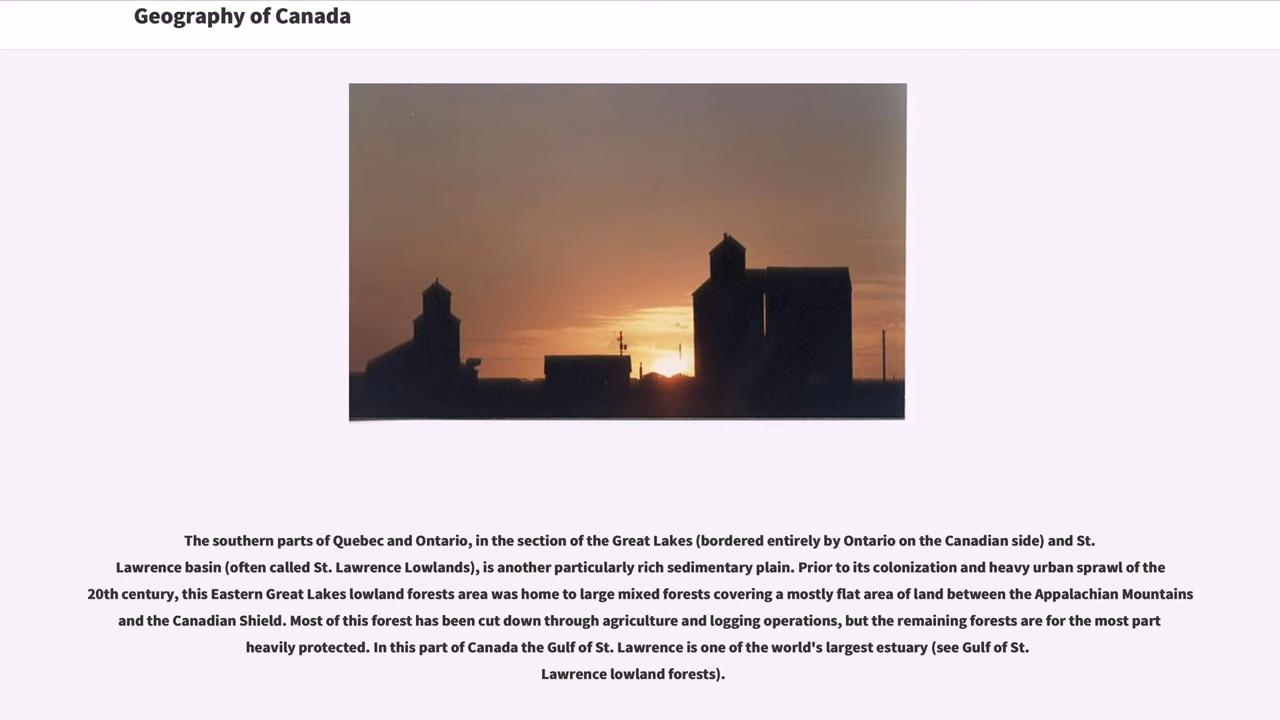 Geography of Canada
The southern parts of Quebec and Ontario, in the section of the Great Lakes (bordered entirely by Ontario on the Canadian side) and St.
Lawrence basin (often called St. Lawrence Lowlands), is another particularly rich sedimentary plain. Prior to its colonization and heavy urban sprawl of the
20th century, this Eastern Great Lakes lowland forests area was home to large mixed forests covering a mostly flat area of land between the Appalachian Mountains
and the Canadian Shield. Most of this forest has been cut down through agriculture and logging operations, but the remaining forests are for the most part
heavily protected. In this part of Canada the Gulf of St. Lawrence is one of the world's largest estuary (see Gulf of St.
Lawrence lowland forests).